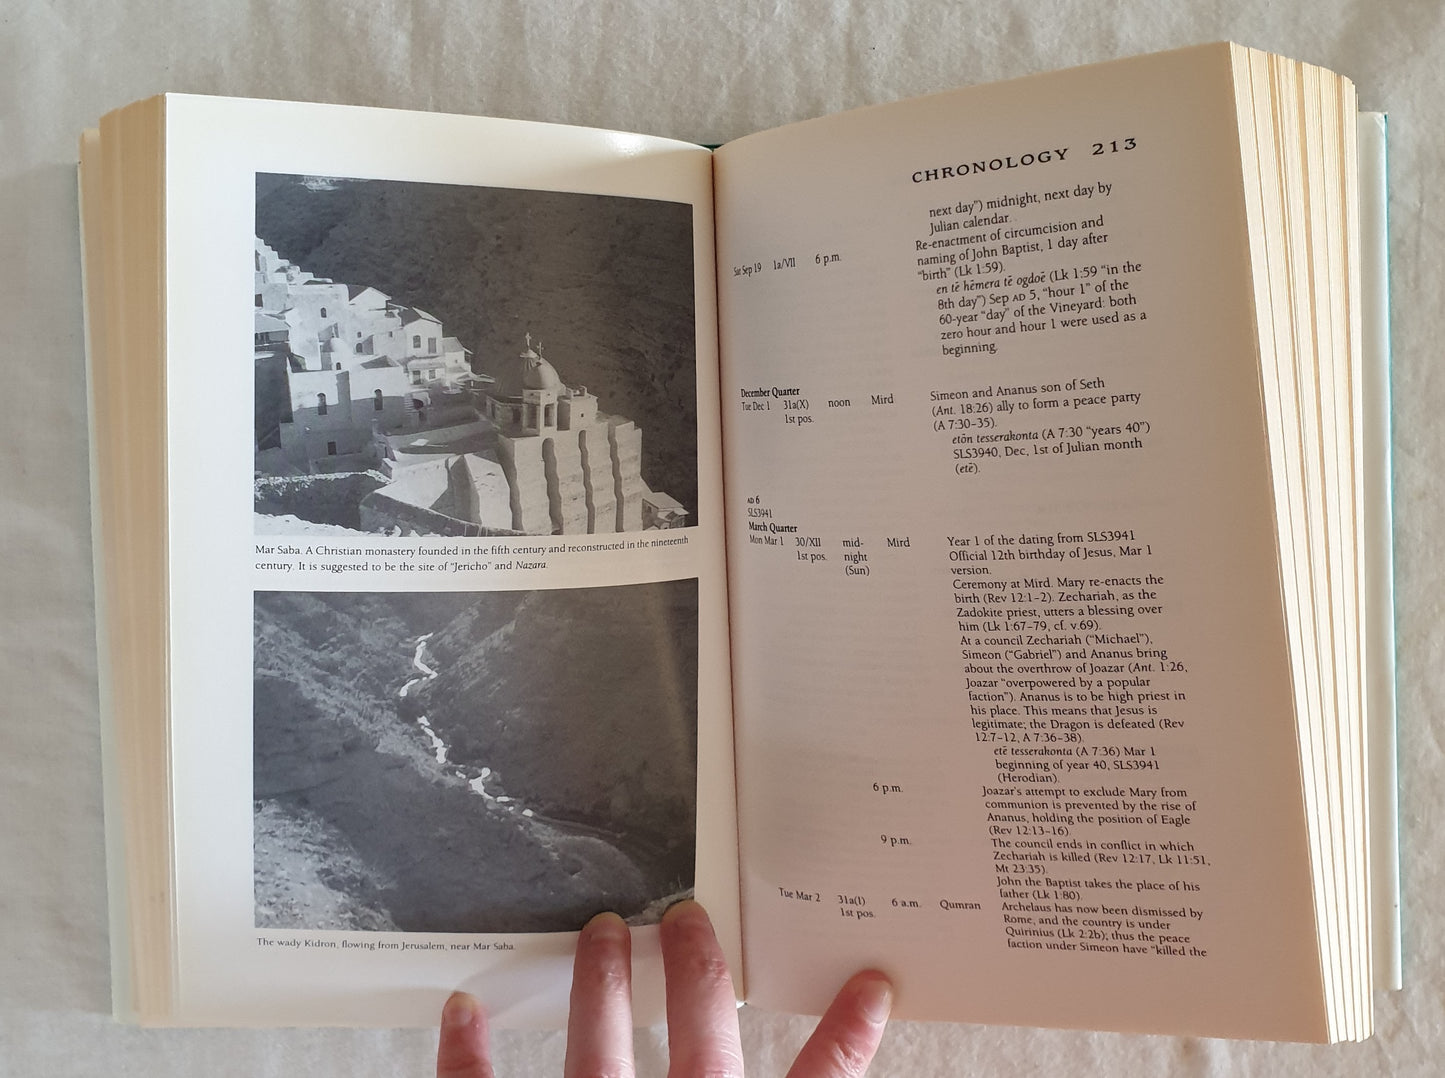 Mar Saba. A Christian monastery founded in the fifth century and reconstructed in the nineteenth
century. It is suggested to be the site of "Jericho" and Nazara.
The wady Kidron, flowing from Jerusalem, near Mar Saba.
CHRONOLOGY 213
next day") midnight, next day by
Julian calendar.
Sat Sep 19 1a/VII 6 p.m. Re-enactment of circumcision and
naming of John Baptist, 1 day after
"birth" (Lk 1:59).
en tē hēmera tē ogdoē (Lk 1:59 "in the
8th day") Sep AD 5, "hour 1" of the
60-year "day" of the Vineyard: both
zero hour and hour 1 were used as a
beginning.
December Quarter
Tue Dec 1 31a(X) noon Mird Simeon and Ananus son of Seth
1st pos. (Ant. 18:26) ally to form a peace party
(A 7:30–35).
etōn tesserakonta (A 7:30 "years 40")
SLS3940, Dec, 1st of Julian month
(etē).
AD 6
SLS3941
March Quarter
Mon Mar 1 30/XII mid- Mird Year 1 of the dating from SLS3941
1st pos. night Official 12th birthday of Jesus, Mar 1
(Sun) version.
Ceremony at Mird. Mary re-enacts the
birth (Rev 12:1–2). Zechariah, as the
Zadokite priest, utters a blessing over
him (Lk 1:67–79, cf. v.69).
At a council Zechariah ("Michael"),
Simeon ("Gabriel") and Ananus bring
about the overthrow of Joazar (Ant. 1:26,
Joazar "overpowered by a popular
faction"). Ananus is to be high priest in
his place. This means that Jesus is
legitimate; the Dragon is defeated (Rev
12:7–12, A 7:36–38).
etē tesserakonta (A 7:36) Mar 1
beginning of year 40, SLS3941
(Herodian).
6 p.m. Joazar's attempt to exclude Mary from
communion is prevented by the rise of
Ananus, holding the position of Eagle
(Rev 12:13–16).
9 p.m. The council ends in conflict in which
Zechariah is killed (Rev 12:17, Lk 11:51,
Mt 23:35).
John the Baptist takes the place of his
father (Lk 1:80).
Tue Mar 2 31a(I) 6 a.m. Qumran Archelaus has now been dismissed by
1st pos. Rome, and the country is under
Quirinius (Lk 2:2b); thus the peace
faction under Simeon have "killed the